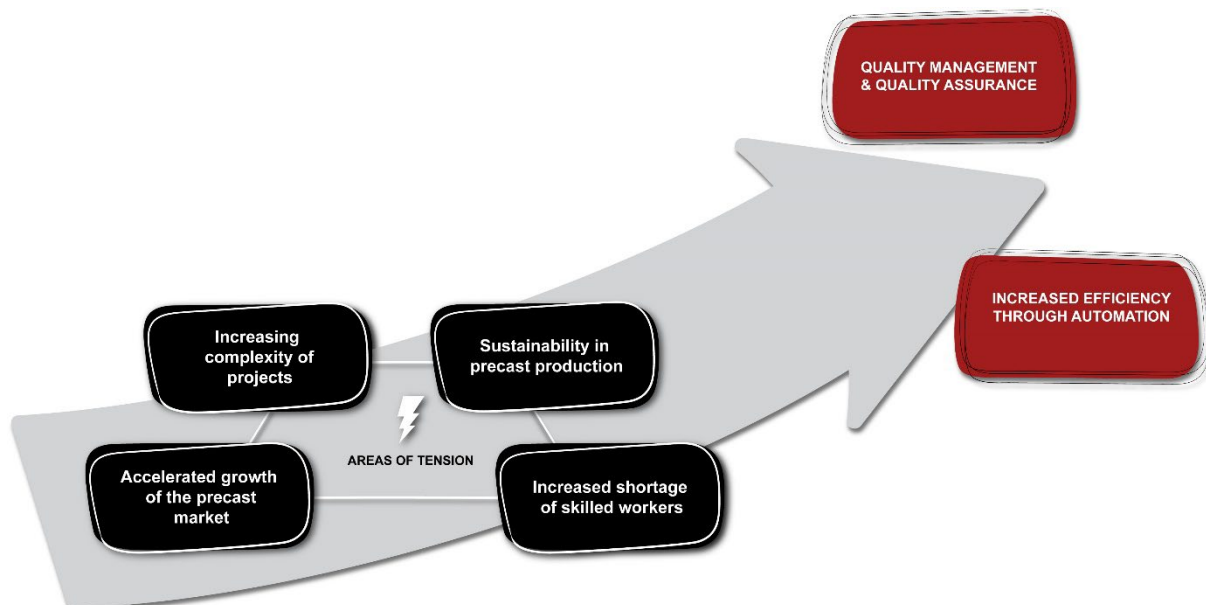 QUALITY MANAGEMENT
& QUALITY ASSURANCE
INCREASED EFFICIENCY
THROUGH AUTOMATION
Increasing
complexity of
projects
Sustainability in
precast production
AREAS OF TENSION
Accelerated growth
of the precast
market
Increased shortage
of skilled workers